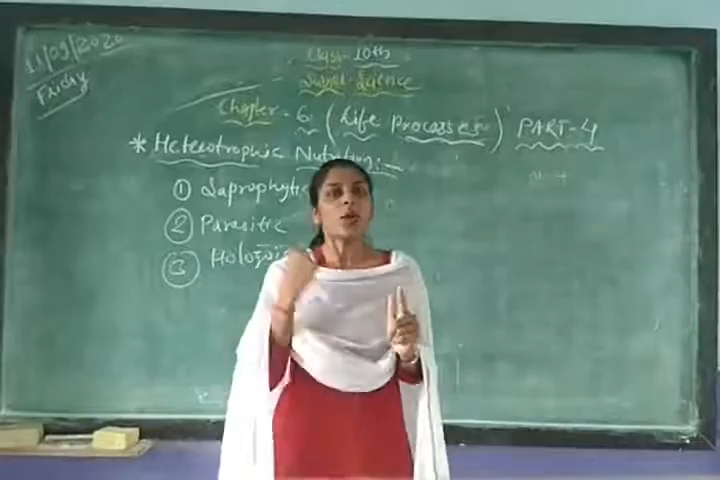 11/09/2020
Friday
Class-10th
Subject-Science
Chapter-6 (Life Processes) PART-4
* Heterotrophic Nutrition:-
① Saprophytic
② Parasitic
③